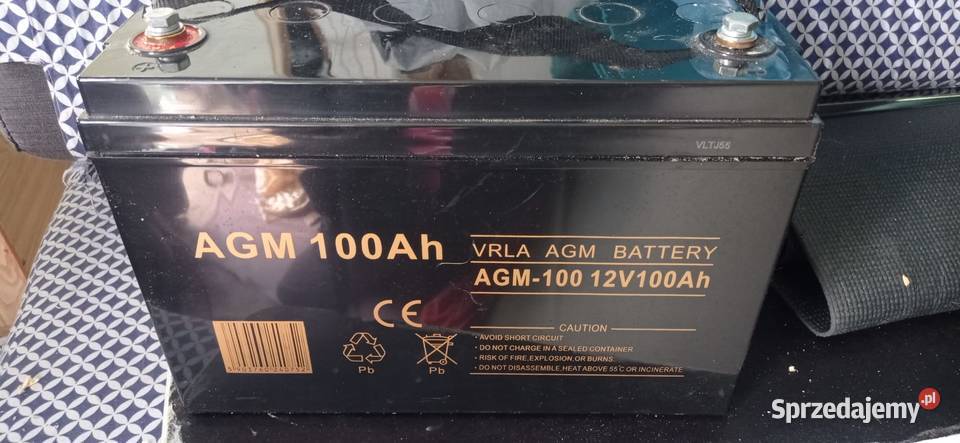 VLTJ55
AGM 100Ah
VRLA AGM BATTERY
AGM-100 12V100Ah
CE
CAUTION
• AVOID SHORT CIRCUIT
• DO NOT CHARGE IN A SEALED CONTAINER
• RISK OF FIRE,EXPLOSION,OR BURNS.
• DO NOT DISASSEMBLE,HEAT ABOVE 55°C OR INCINERATE
Pb
Pb
Sprzedajemy.pl